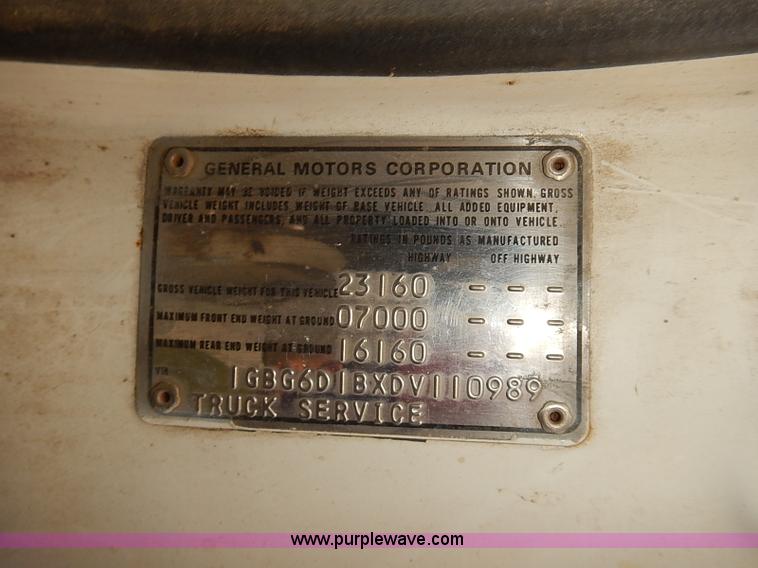 GENERAL MOTORS CORPORATION
WARRANTY MAY BE VOIDED IF WEIGHT EXCEEDS ANY OF RATINGS SHOWN, GROSS
VEHICLE WEIGHT INCLUDES WEIGHT OF BASE VEHICLE, ALL ADDED EQUIPMENT,
DRIVER AND PASSENGERS, AND ALL PROPERTY LOADED INTO OR ONTO VEHICLE.
RATINGS IN POUNDS AS MANUFACTURED
HIGHWAY OFF HIGHWAY
GROSS VEHICLE WEIGHT FOR THIS VEHICLE 23160 - - -
MAXIMUM FRONT END WEIGHT AT GROUND 07000 - - -
MAXIMUM REAR END WEIGHT AT GROUND 16160 - - -
VIN 1GBG6D1BXDV110989
TRUCK SERVICE
www.purplewave.com